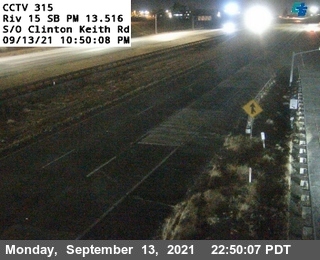 CCTV 315
Riv 15 SB PM 13.516
S/O Clinton Keith Rd
09/13/21 10:50:08 PM
Monday, September 13, 2021 22:50:07 PDT